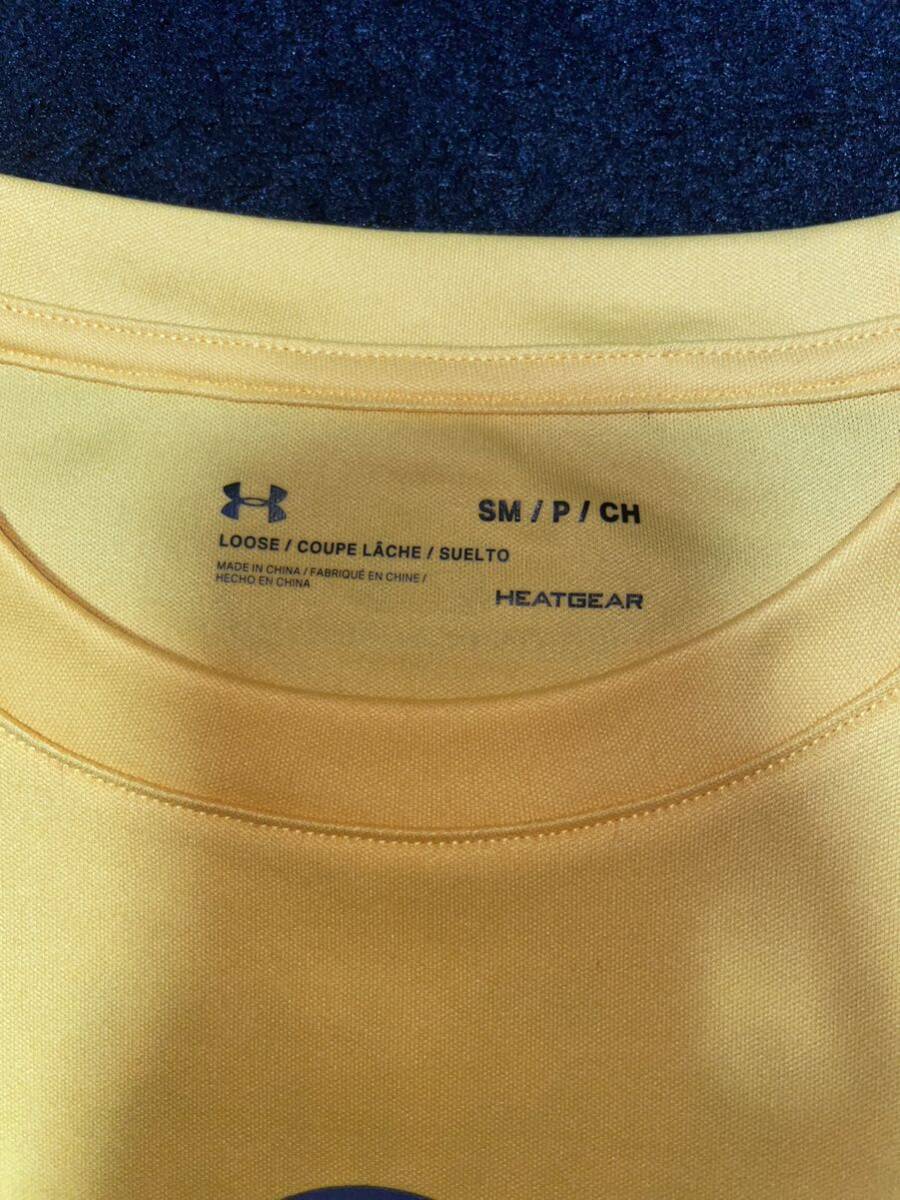 SM / P / CH
LOOSE / COUPE LÂCHE / SUELTO
MADE IN CHINA / FABRIQUÉ EN CHINE /
HECHO EN CHINA
HEATGEAR